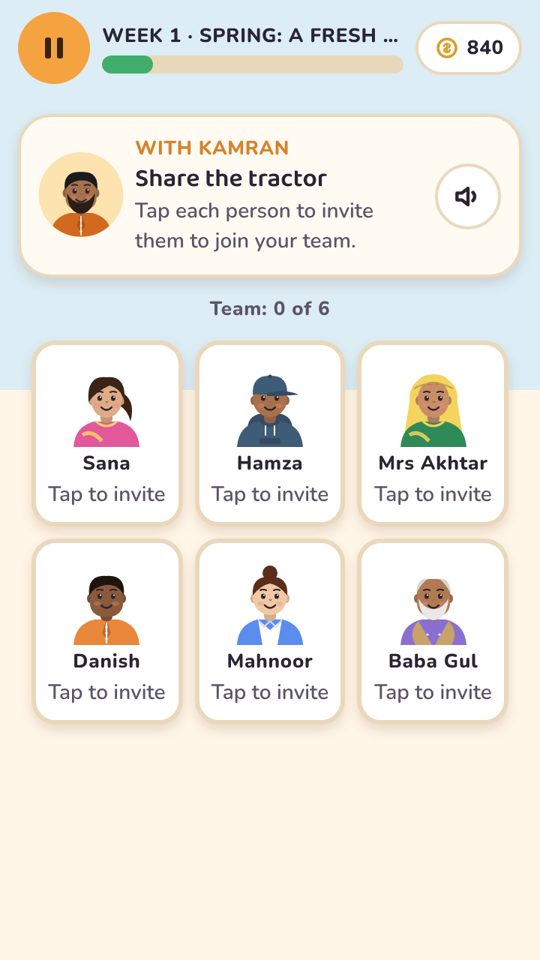 WEEK 1 · SPRING: A FRESH ...
840
WITH KAMRAN
Share the tractor
Tap each person to invite
them to join your team.
Team: 0 of 6
Sana
Tap to invite
Hamza
Tap to invite
Mrs Akhtar
Tap to invite
Danish
Tap to invite
Mahnoor
Tap to invite
Baba Gul
Tap to invite